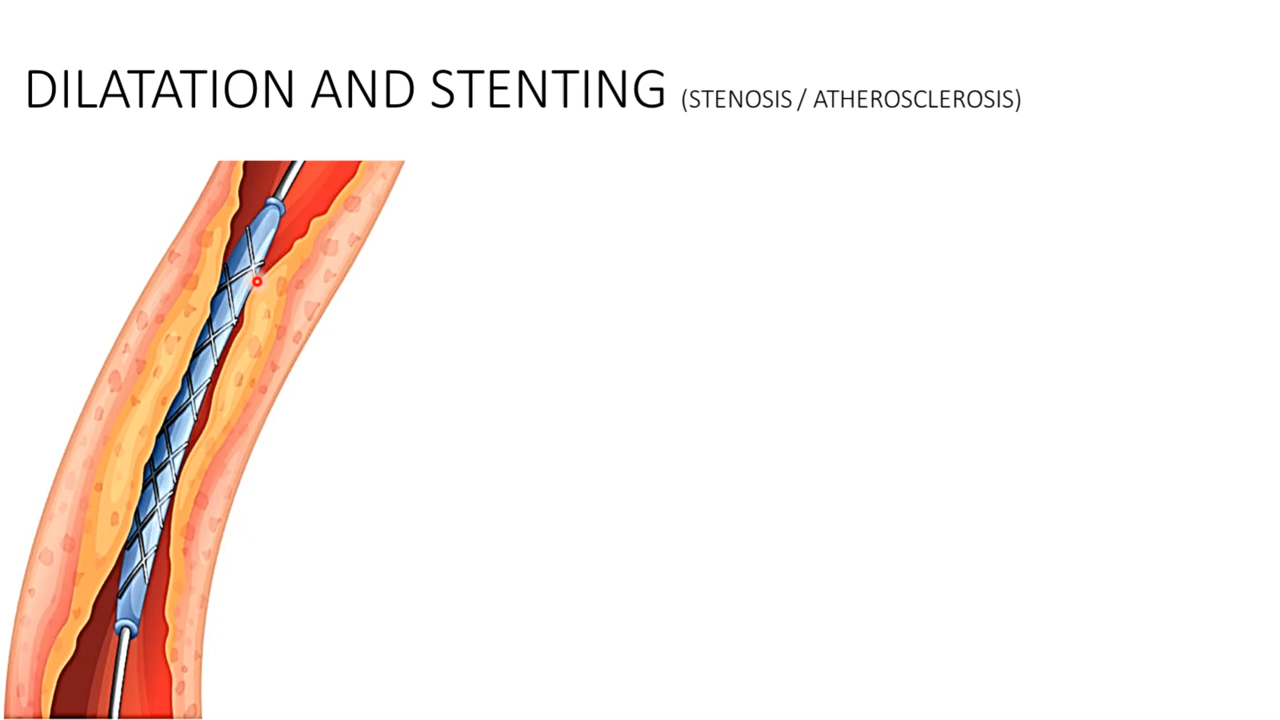 DILATATION AND STENTING (STENOSIS / ATHEROSCLEROSIS)